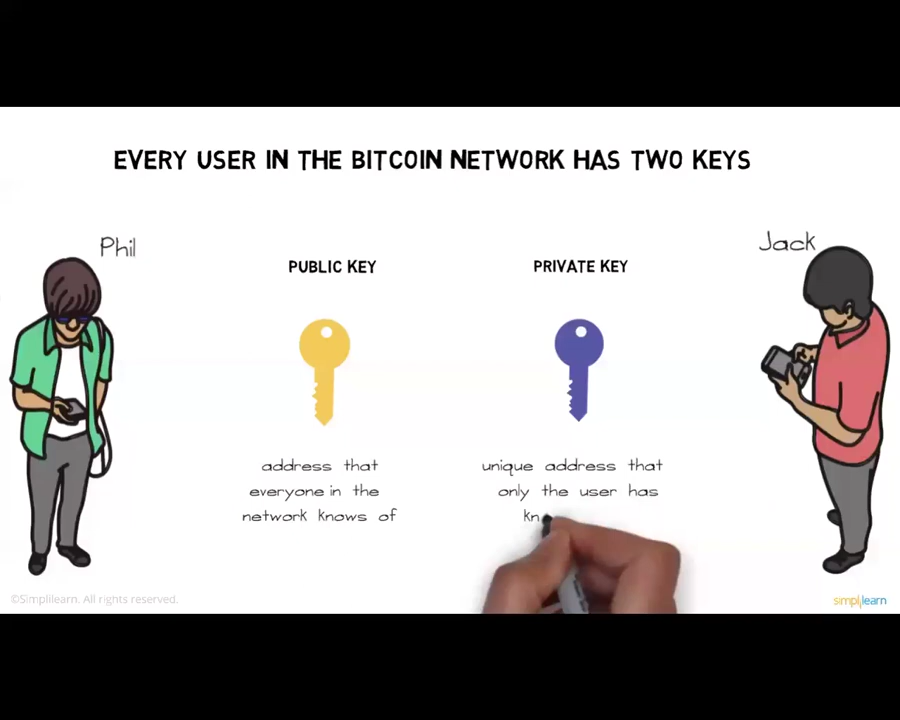 EVERY USER IN THE BITCOIN NETWORK HAS TWO KEYS
Phil
Jack
PUBLIC KEY
PRIVATE KEY
address that
everyone in the
network knows of
unique address that
only the user has
kn
©Simplilearn. All rights reserved.
simplilearn